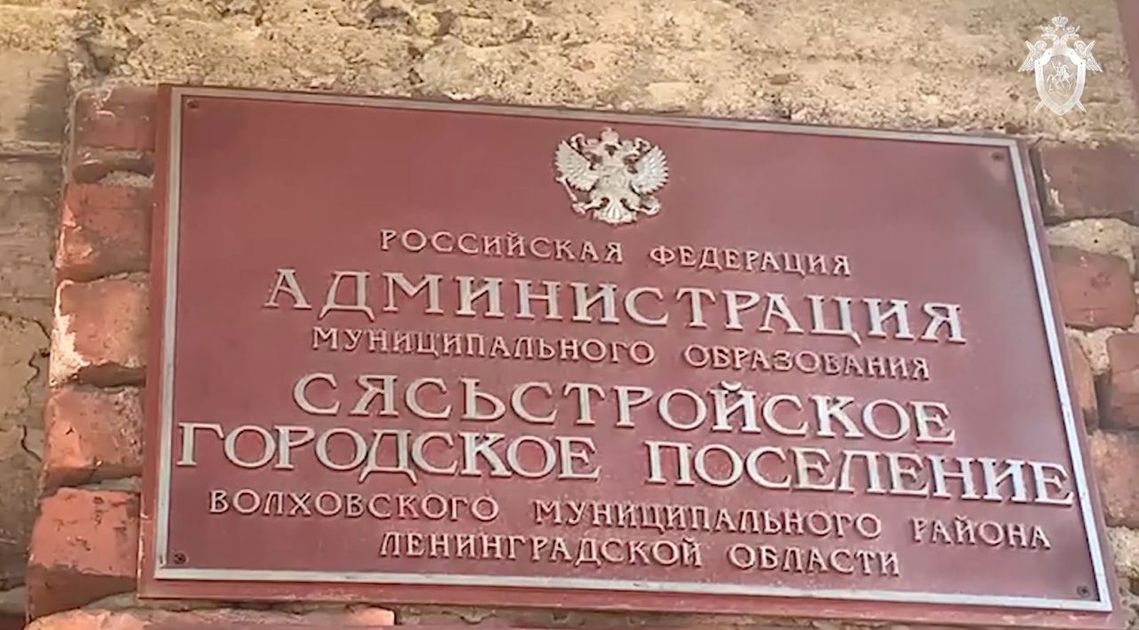 РОССИЙСКАЯ ФЕДЕРАЦИЯ
АДМИНИСТРАЦИЯ
МУНИЦИПАЛЬНОГО ОБРАЗОВАНИЯ
СЯСЬСТРОЙСКОЕ
ГОРОДСКОЕ ПОСЕЛЕНИЕ
ВОЛХОВСКОГО МУНИЦИПАЛЬНОГО РАЙОНА
ЛЕНИНГРАДСКОЙ ОБЛАСТИ